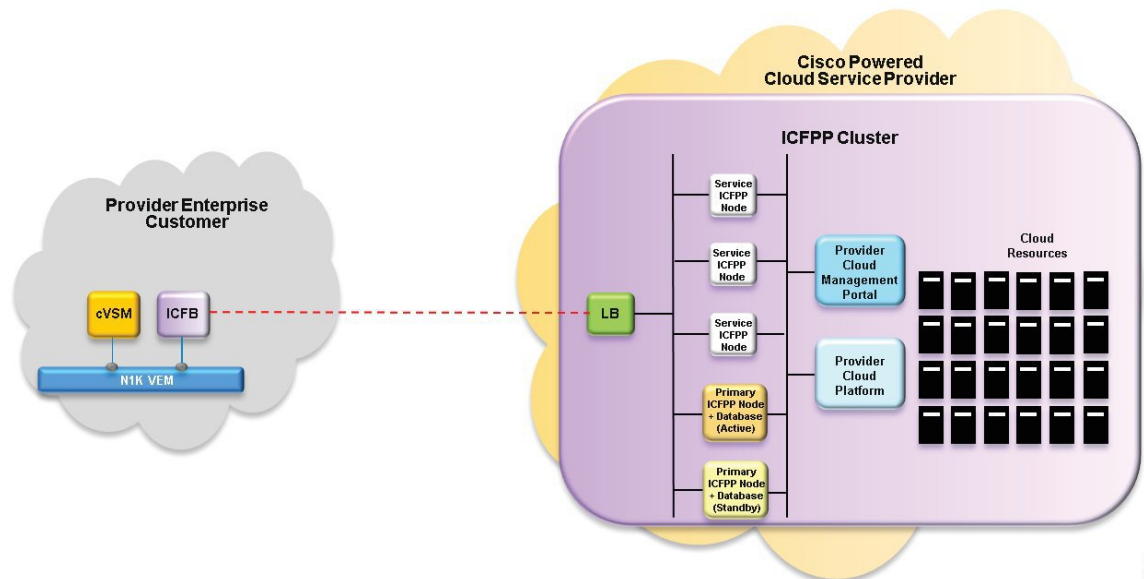 Cisco Powered
Cloud Service Provider
ICFPP Cluster
Provider Enterprise
Customer
cVSM
ICFB
N1K VEM
LB
Service
ICFPP
Node
Service
ICFPP
Node
Service
ICFPP
Node
Primary
ICFPP Node
+ Database
(Active)
Primary
ICFPP Node
+ Database
(Standby)
Provider
Cloud
Management
Portal
Provider
Cloud
Platform
Cloud
Resources